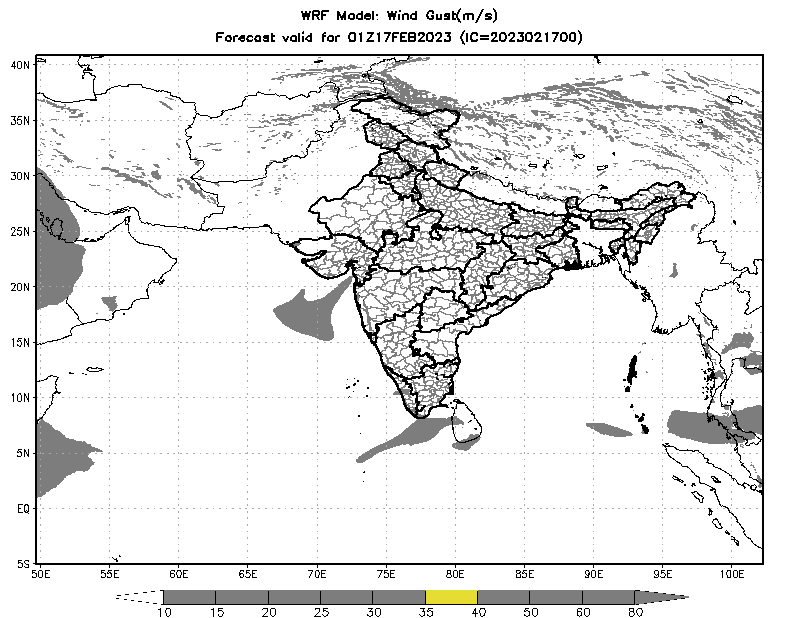 WRF Model: Wind Gust(m/s)
Forecast valid for 01Z17FEB2023 (IC=2023021700)
40N
35N
30N
25N
20N
15N
10N
5N
EQ
5S
50E 55E 60E 65E 70E 75E 80E 85E 90E 95E 100E
10 15 20 25 30 35 40 50 60 80